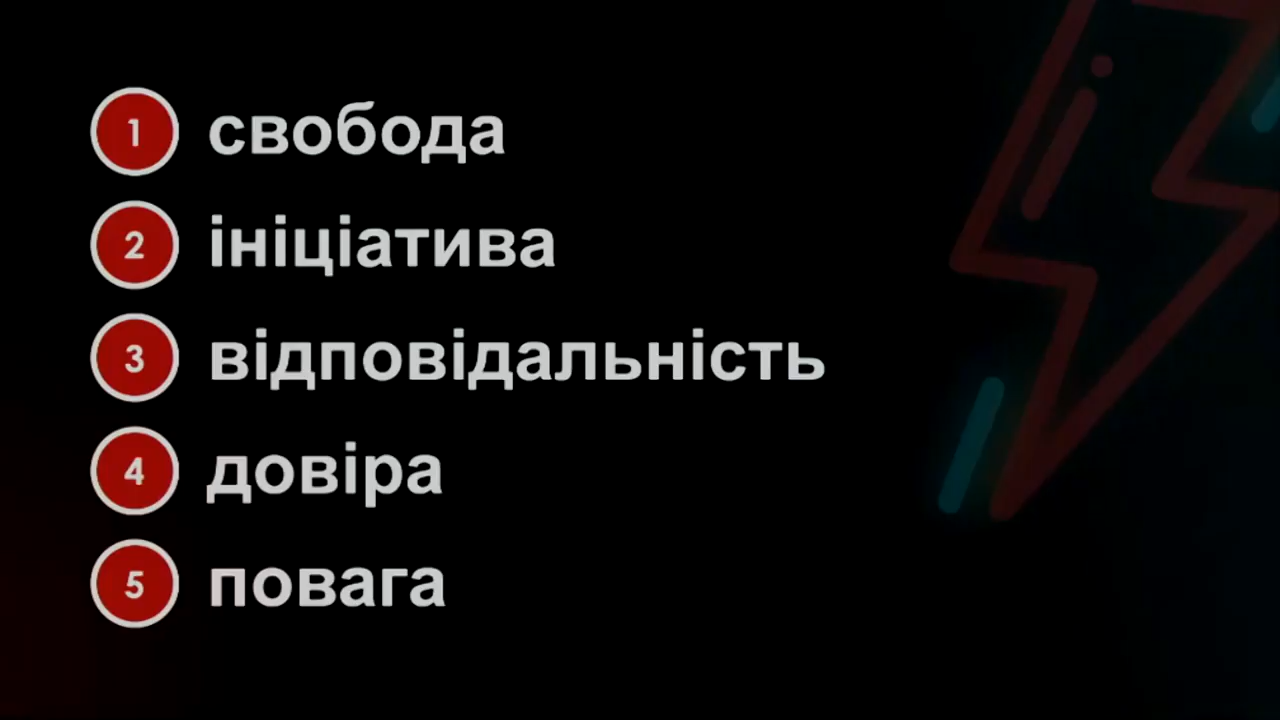 1 свобода
2 ініціатива
3 відповідальність
4 довіра
5 повага